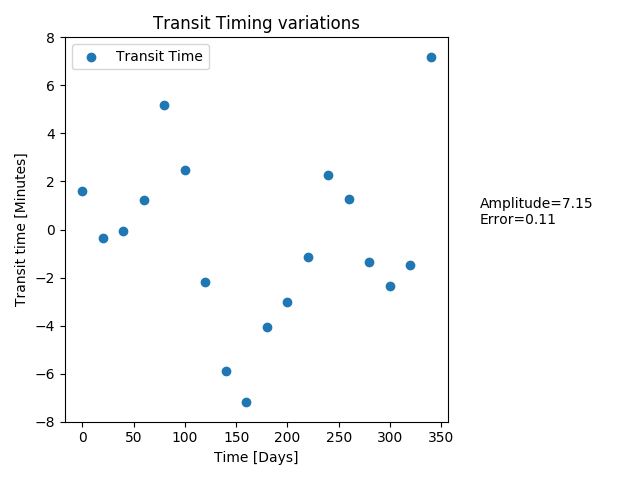 Transit Timing variations
Transit Time
8
6
4
2
0
−2
−4
−6
−8
Transit time [Minutes]
0 50 100 150 200 250 300 350
Time [Days]
Amplitude=7.15
Error=0.11